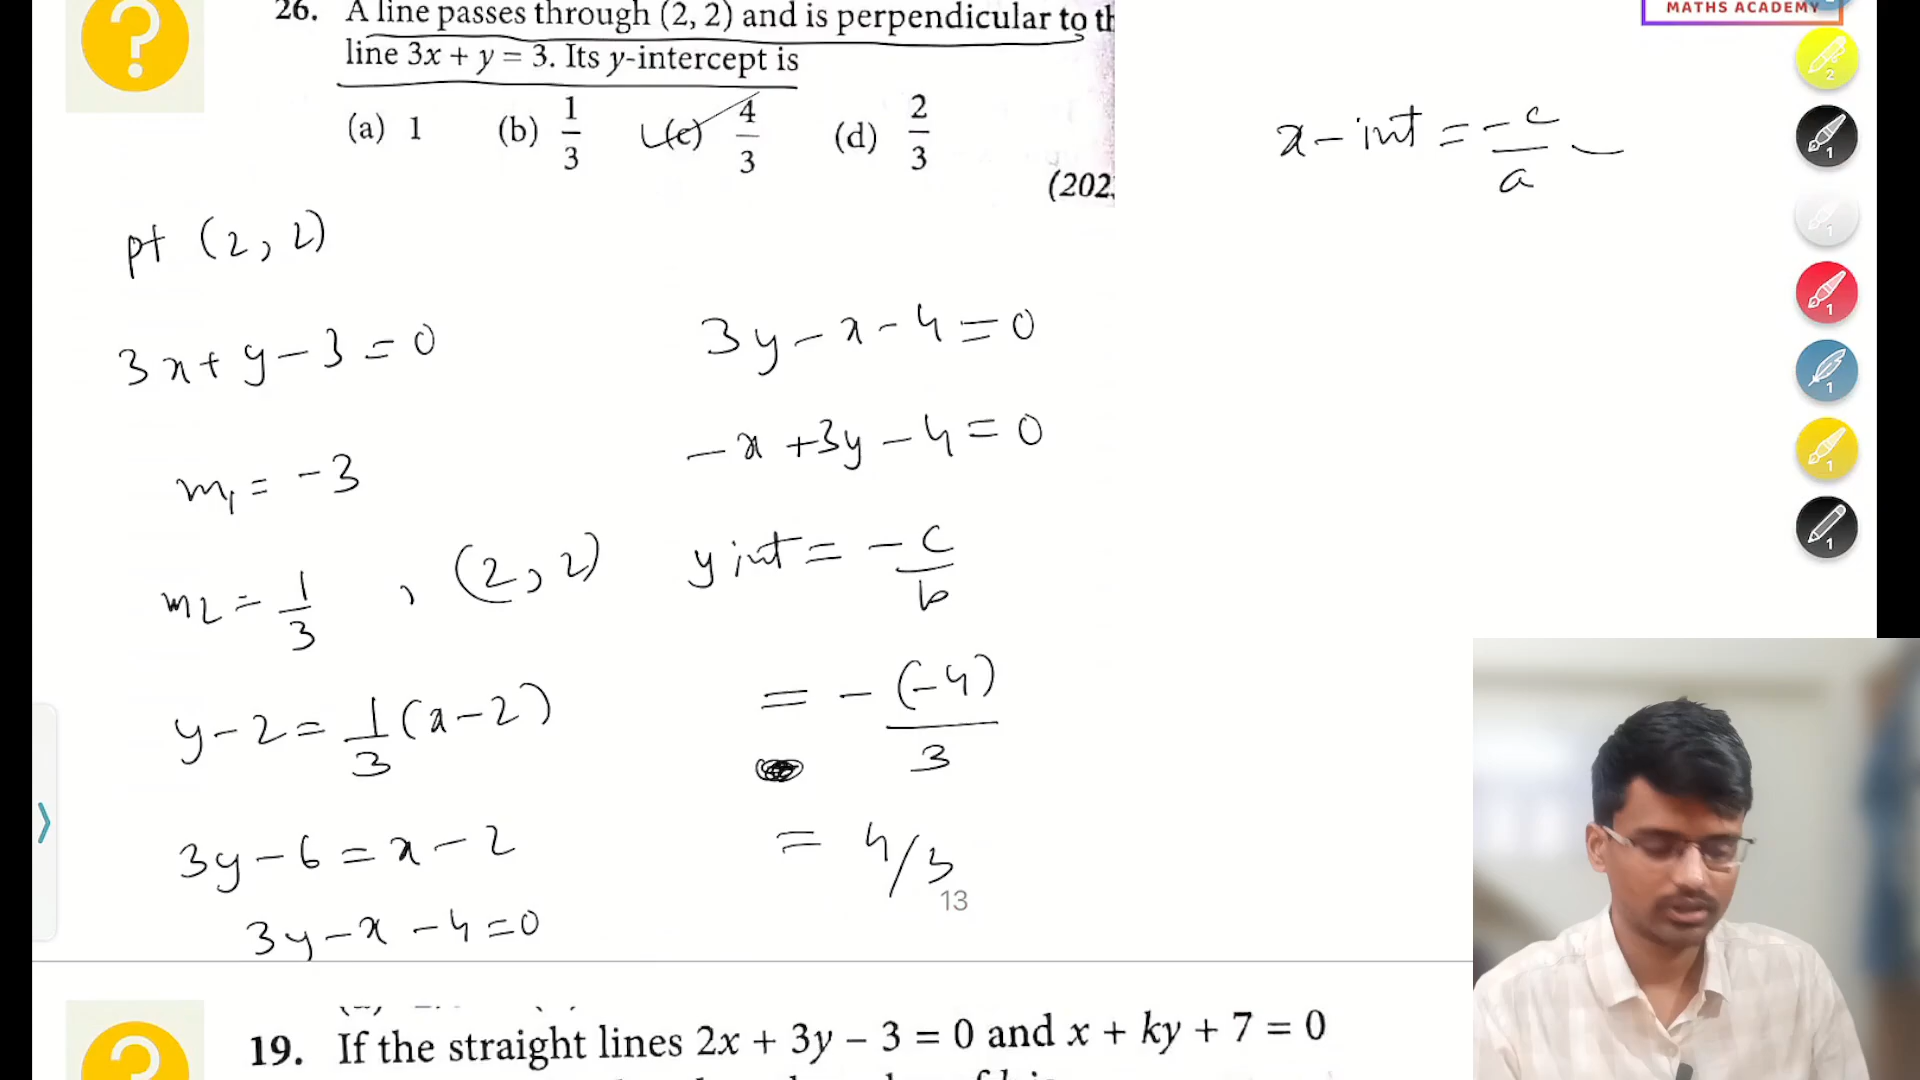 MATHS ACADEMY
26. A line passes through (2, 2) and is perpendicular to th
line 3x + y = 3. Its y-intercept is
(a) 1 (b) 1/3 (c) 4/3 (d) 2/3
(202
x - int = -c/a
pt (2, 2)
3x + y - 3 = 0
m₁ = -3
m2 = 1/3 , (2, 2)
y - 2 = 1/3 (x - 2)
3y - 6 = x - 2
3y - x - 4 = 0
3y - x - 4 = 0
-x + 3y - 4 = 0
y int = -c/b
= -(-4)/3
= 4/3
13
19. If the straight lines 2x + 3y − 3 = 0 and x + ky + 7 = 0